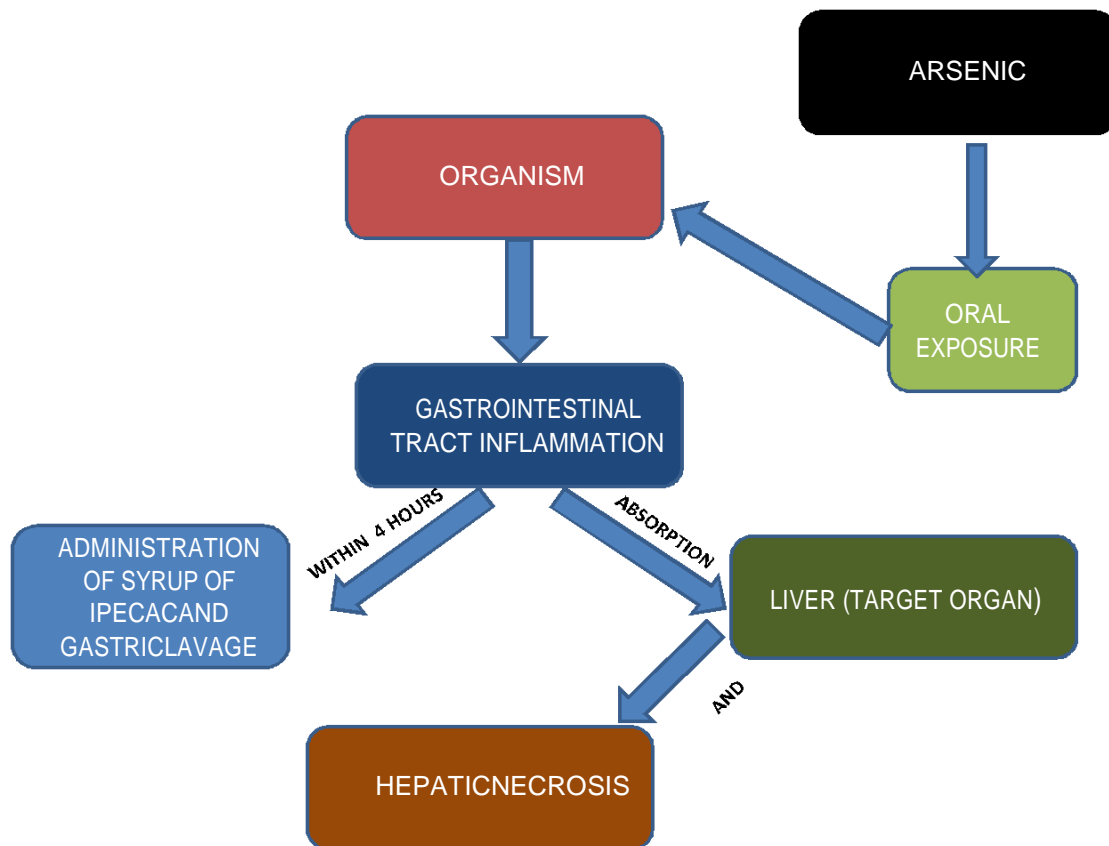 ARSENIC
ORGANISM
ORAL
EXPOSURE
GASTROINTESTINAL
TRACT INFLAMMATION
WITHIN 4 HOURS
ABSORPTION
ADMINISTRATION
OF SYRUP OF
IPECACAND
GASTRICLAVAGE
LIVER (TARGET ORGAN)
AND
HEPATICNECROSIS